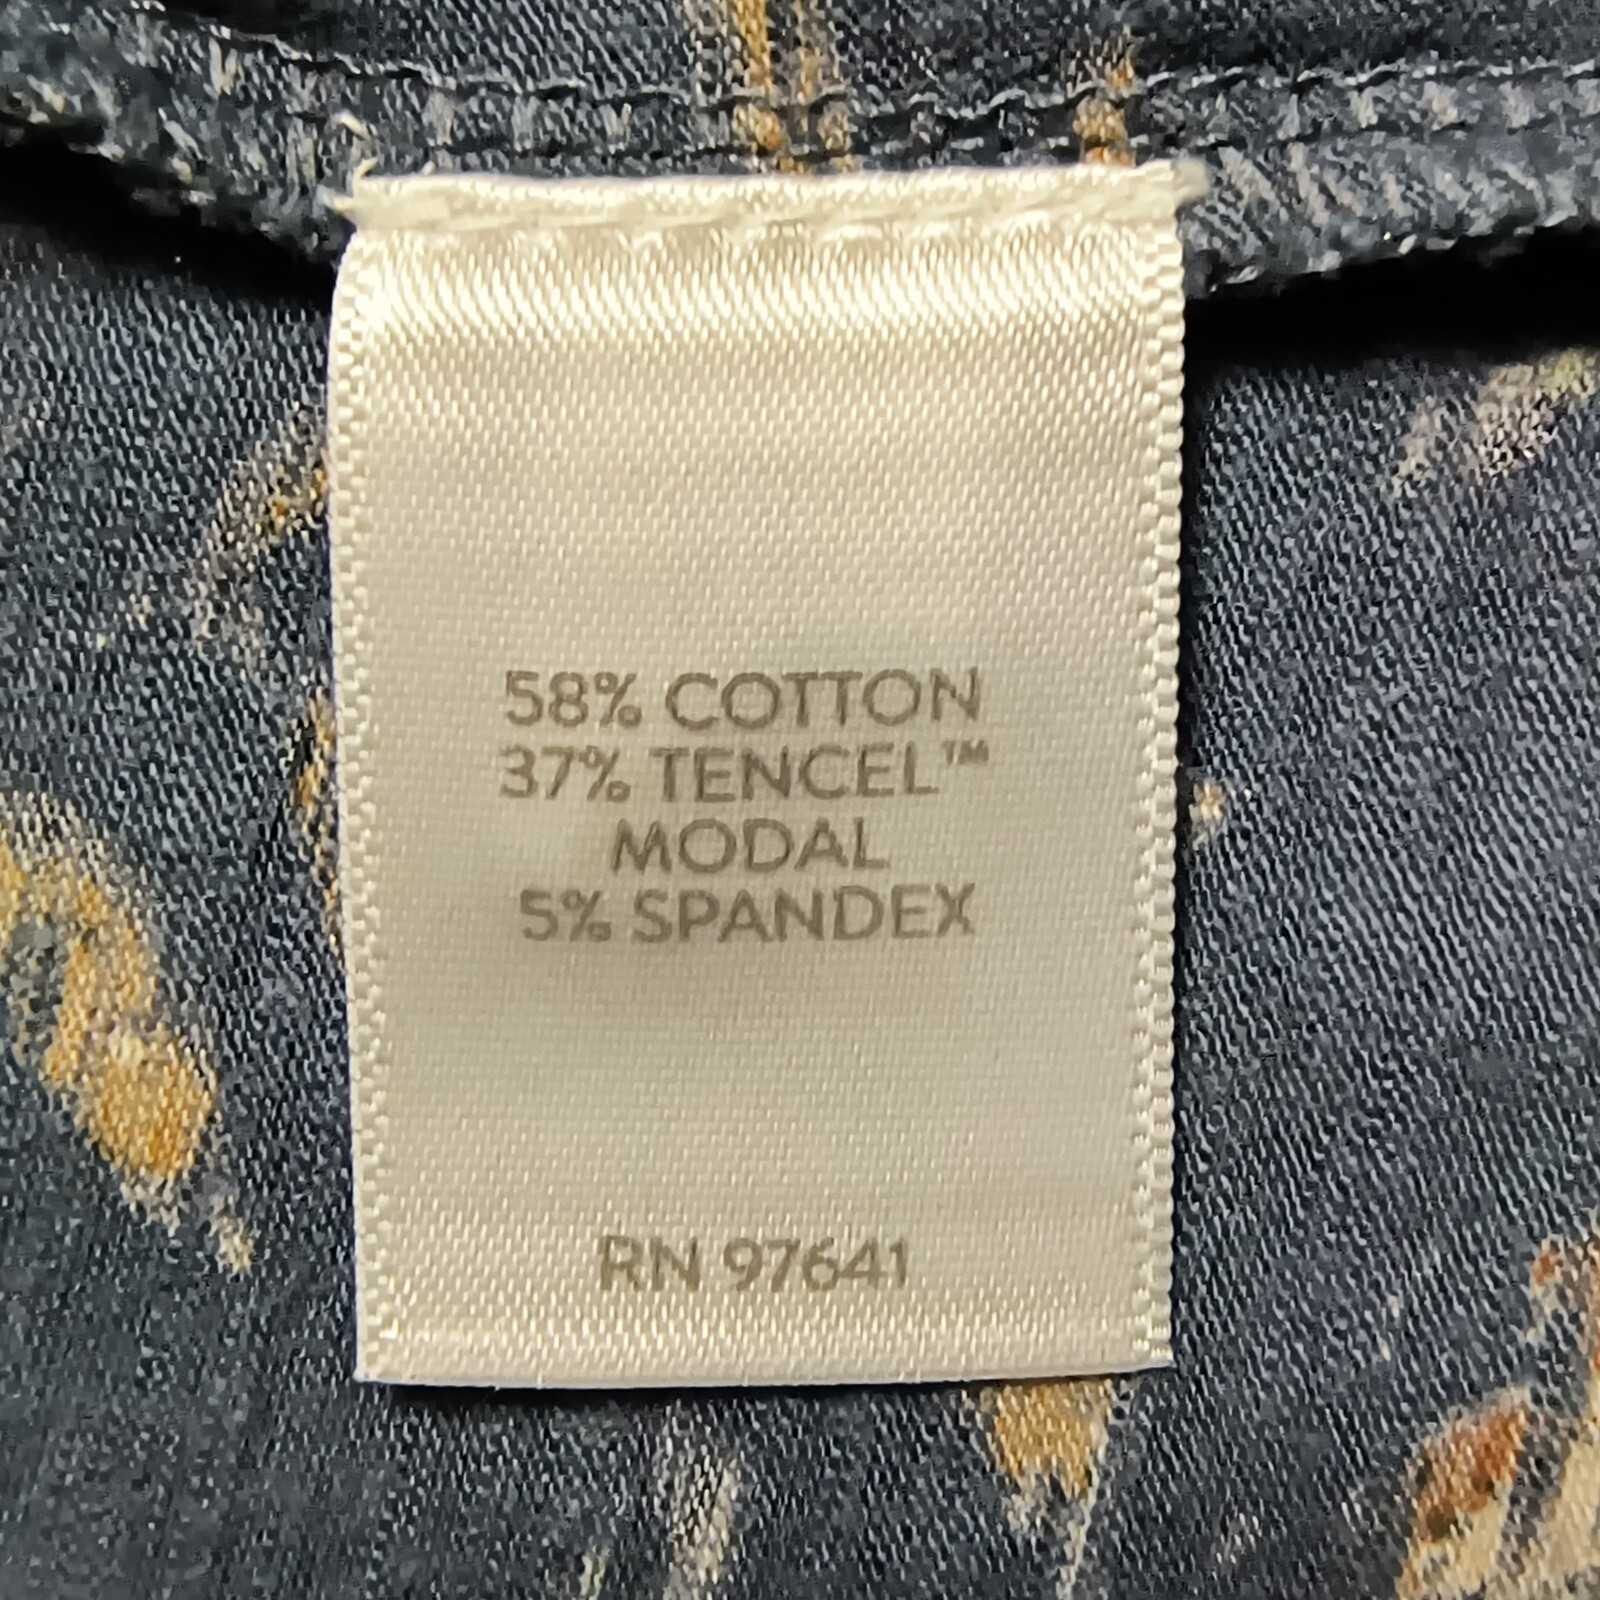 58% COTTON
37% TENCEL™
MODAL
5% SPANDEX
RN 97641